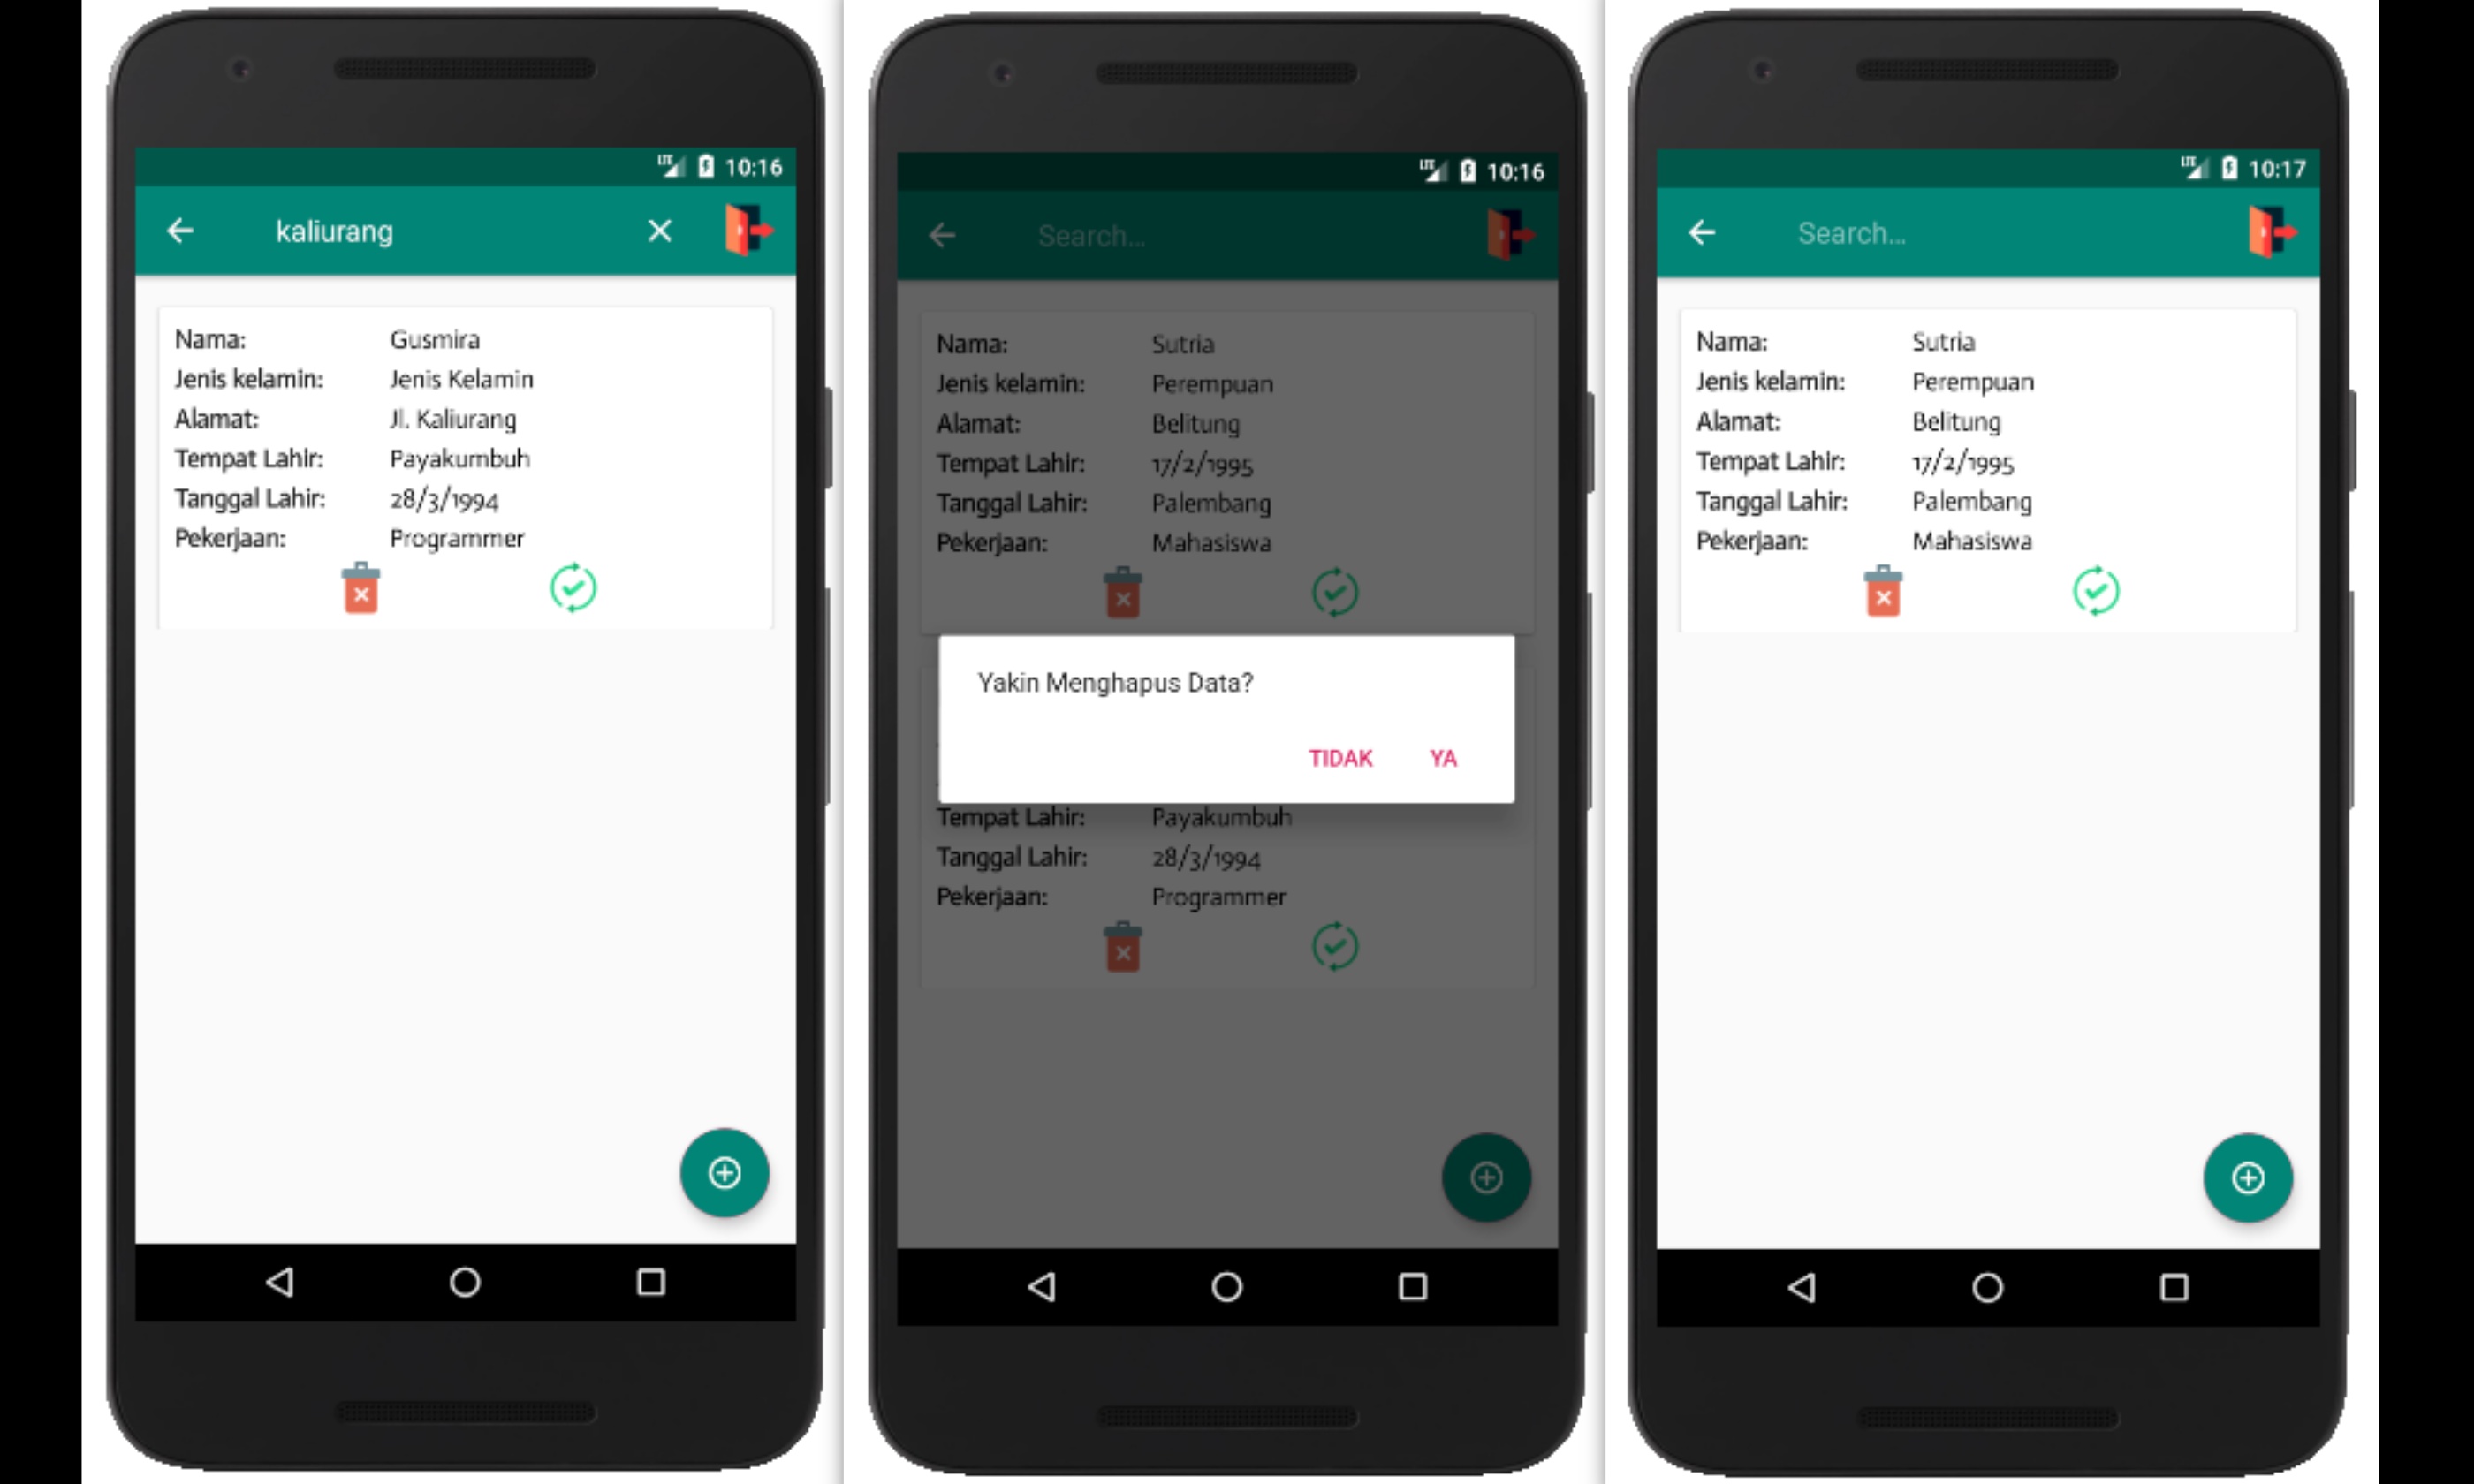 LTE 10:16
kaliurang
Nama: Gusmira
Jenis kelamin: Jenis Kelamin
Alamat: Jl. Kaliurang
Tempat Lahir: Payakumbuh
Tanggal Lahir: 28/3/1994
Pekerjaan: Programmer
LTE 10:16
Search...
Nama: Sutria
Jenis kelamin: Perempuan
Alamat: Belitung
Tempat Lahir: 17/2/1995
Tanggal Lahir: Palembang
Pekerjaan: Mahasiswa
Yakin Menghapus Data?
TIDAK YA
Tempat Lahir: Payakumbuh
Tanggal Lahir: 28/3/1994
Pekerjaan: Programmer
LTE 10:17
Search...
Nama: Sutria
Jenis kelamin: Perempuan
Alamat: Belitung
Tempat Lahir: 17/2/1995
Tanggal Lahir: Palembang
Pekerjaan: Mahasiswa